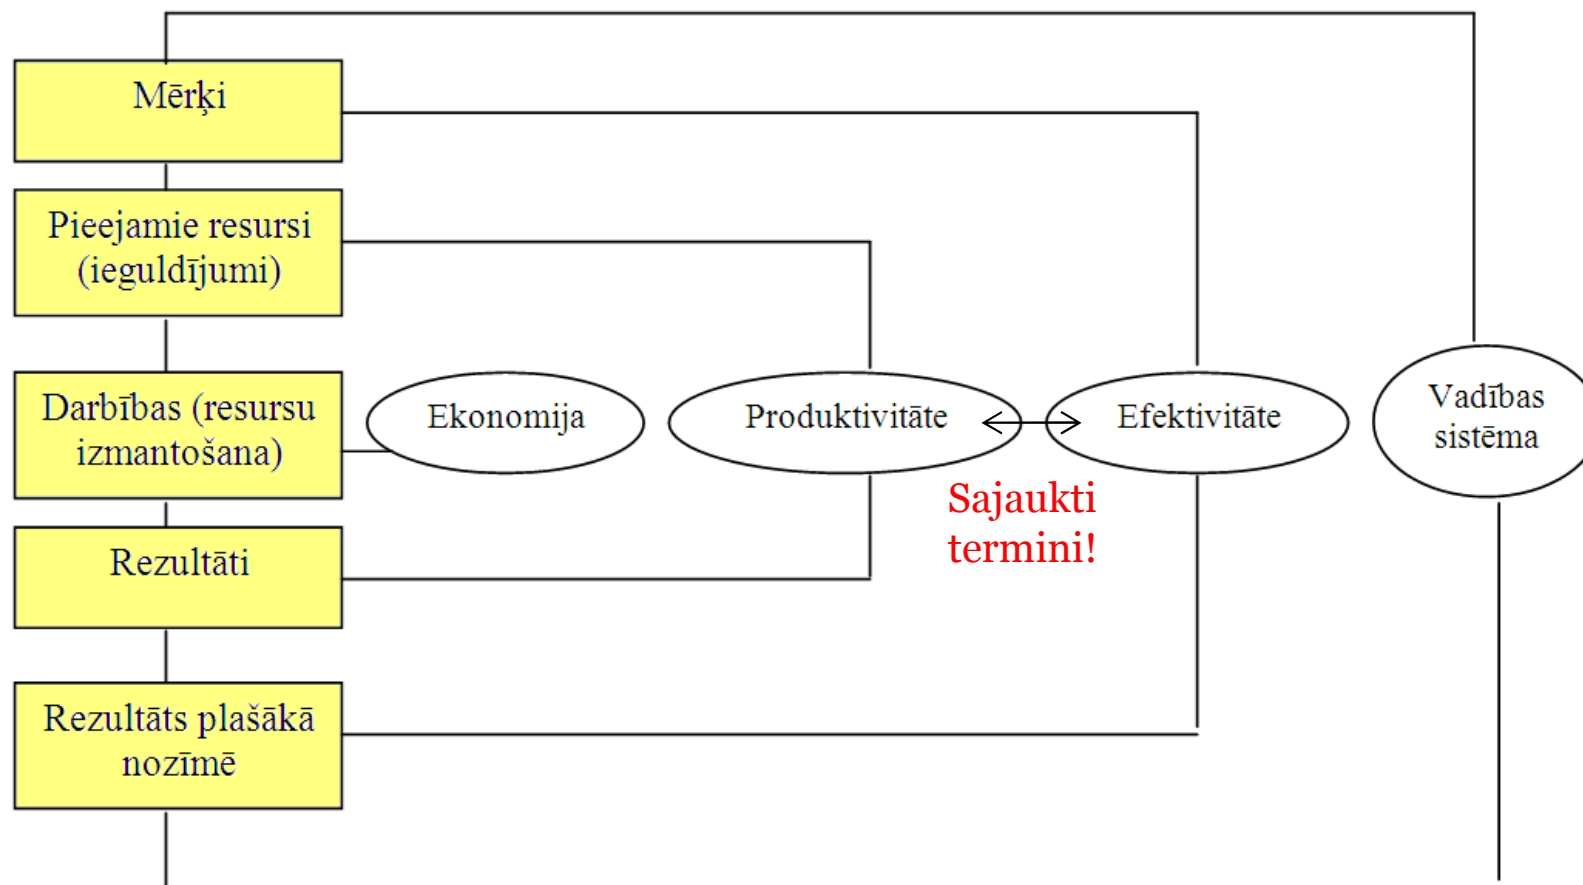 Mērķi
Pieejamie resursi
(ieguldījumi)
Darbības (resursu
izmantošana)
Rezultāti
Rezultāts plašākā
nozīmē
Ekonomija
Produktivitāte
Efektivitāte
Vadības
sistēma
Sajaukti
termini!